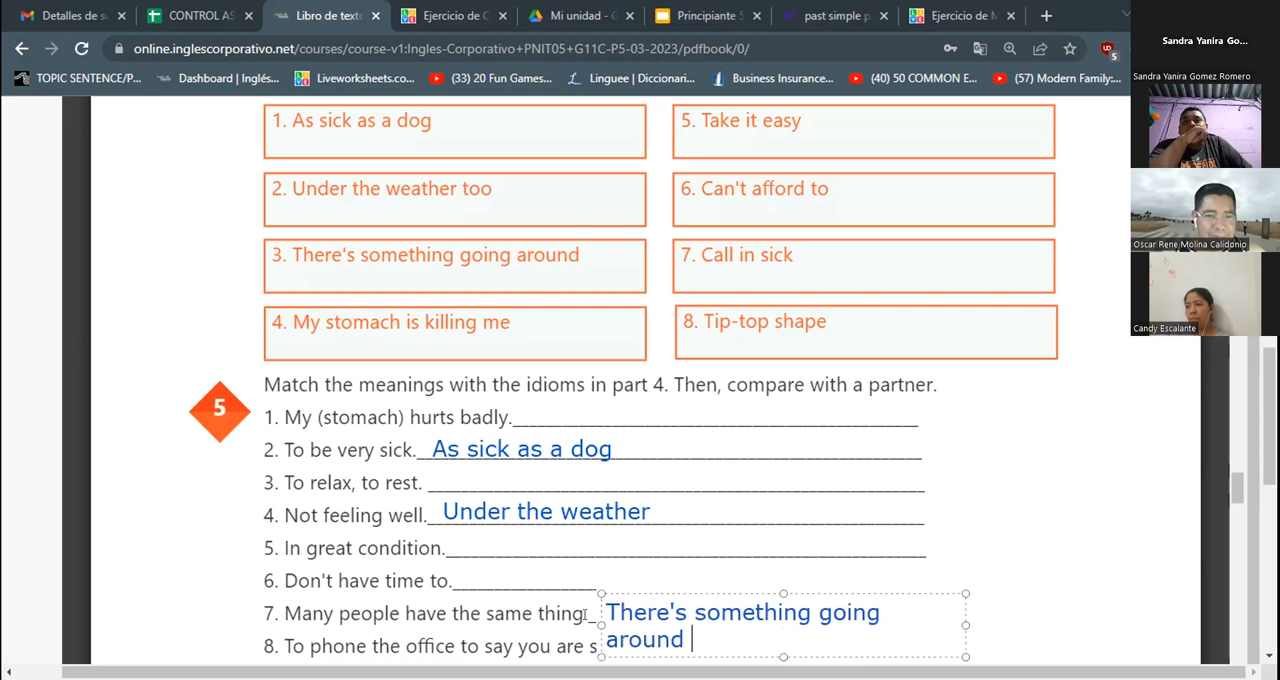 Detalles de su
CONTROL AS
Libro de texto
Ejercicio de C
Mi unidad - G
Principiante 5
past simple p
Ejercicio de M
online.inglescorporativo.net/courses/course-v1:Ingles-Corporativo+PNIT05+G11C-P5-03-2023/pdfbook/0/
TOPIC SENTENCE/P...
Dashboard | Inglés...
Liveworksheets.co...
(33) 20 Fun Games...
Linguee | Diccionari...
Business Insurance...
(40) 50 COMMON E...
(57) Modern Family:...
5
Sandra Yanira Go...
Sandra Yanira Gomez Romero
Oscar Rene Molina Calidonio
Candy Escalante
1. As sick as a dog
5. Take it easy
2. Under the weather too
6. Can't afford to
3. There's something going around
7. Call in sick
4. My stomach is killing me
8. Tip-top shape
5
Match the meanings with the idioms in part 4. Then, compare with a partner.
1. My (stomach) hurts badly.
2. To be very sick. As sick as a dog
3. To relax, to rest.
4. Not feeling well. Under the weather
5. In great condition.
6. Don't have time to.
7. Many people have the same thing There's something going
around
8. To phone the office to say you are s